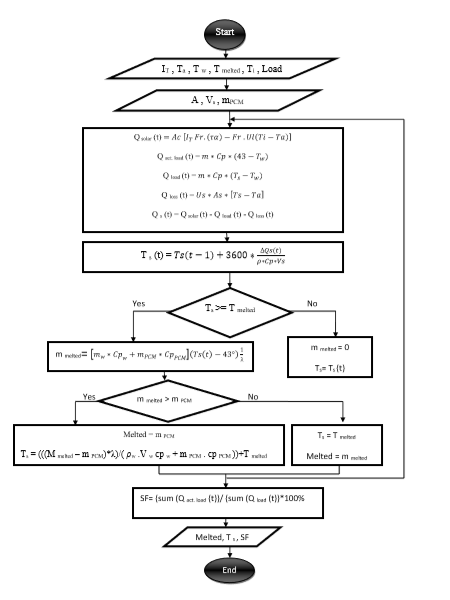 Start
I_T , T_a , T_w , T_melted , T_i , Load
A , V_s , m_PCM
Q_solar (t) = Ac [I_T Fr. (τα) − Fr . Ul(Ti − Ta)]
Q_act. load (t) = m * Cp * (43 − T_w)
Q_load (t) = m * Cp * (T_s − T_w)
Q_loss (t) = Us * As * [Ts − Ta]
Q_s (t) = Q_solar (t) - Q_load (t) - Q_loss (t)
T_s (t) = Ts(t − 1) + 3600 * ΔQs(t)/ρ*Cp*Vs
T_s >= T_melted
Yes
No
m_melted = [m_w * Cp_w + m_PCM * Cp_PCM](Ts(t) − 43°) 1/λ
m_melted = 0
T_s= T_s (t)
m_melted > m_PCM
Yes
No
Melted = m_PCM
T_s = (((M_melted − m_PCM)*λ)/( ρ_w .V_w cp_w + m_PCM . cp_PCM ))+T_melted
T_s = T_melted
Melted = m_melted
SF= (sum (Q_act. load (t))/ (sum (Q_load (t))*100%
Melted, T_s , SF
End